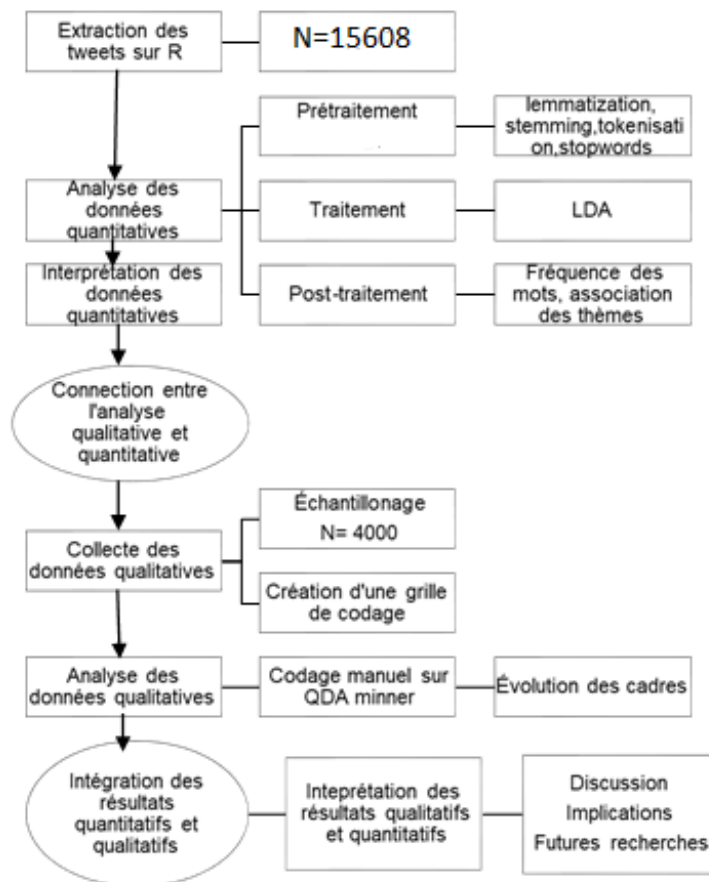 Extraction des
tweets sur R
N=15608
Prétraitement
lemmatization,
stemming,tokenisati
on,stopwords
Analyse des
données
quantitatives
Traitement
LDA
Interprétation des
données
quantitatives
Post-traitement
Fréquence des
mots, association
des thèmes
Connection entre
l'analyse
qualitative et
quantitative
Échantillonage
N= 4000
Collecte des
données qualitatives
Création d'une grille
de codage
Analyse des
données qualitatives
Codage manuel sur
QDA minner
Évolution des cadres
Intégration des
résultats
quantitatifs et
qualitatifs
Inteprétation des
résultats qualitatifs
et quantitatifs
Discussion
Implications
Futures recherches